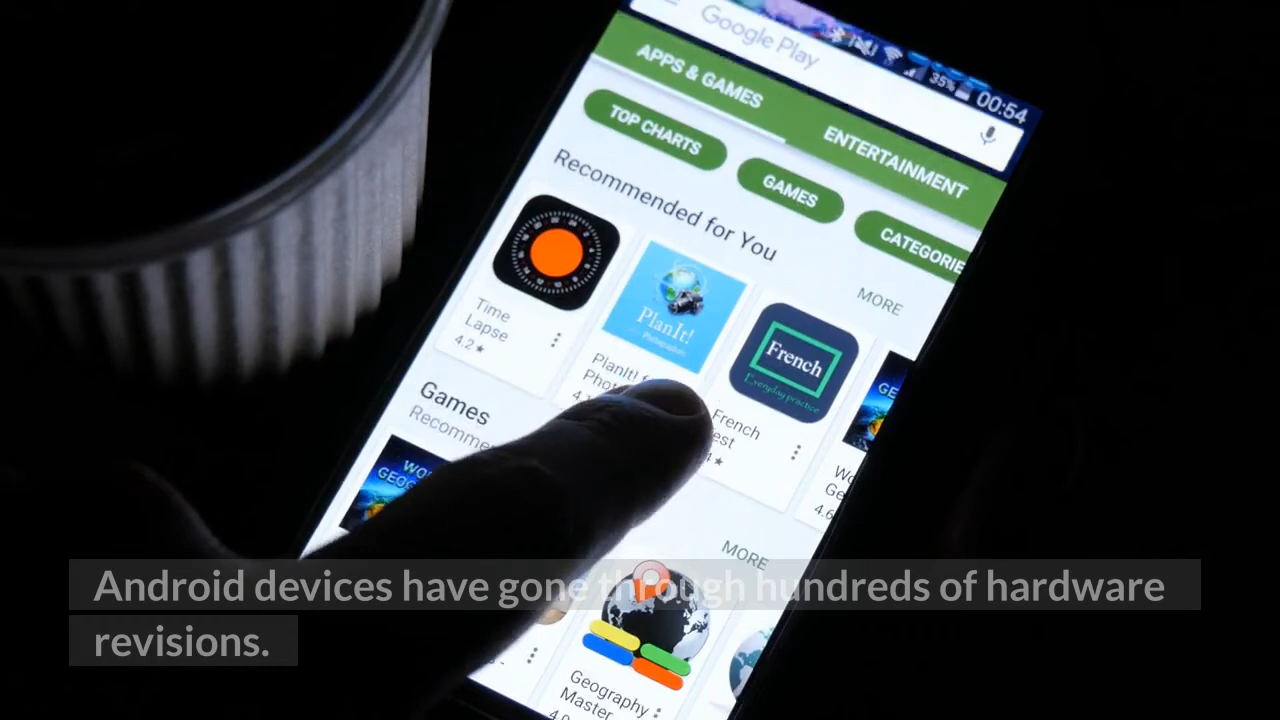 Google Play
35%
00:54
APPS & GAMES
ENTERTAINMENT
TOP CHARTS
GAMES
CATEGORIE
Recommended for You
MORE
PlanIt!
French
Everyday practice
Time
Lapse
4.2★
PlanIt!
French
Games
MORE
Geography
Master
Android devices have gone through hundreds of hardware
revisions.